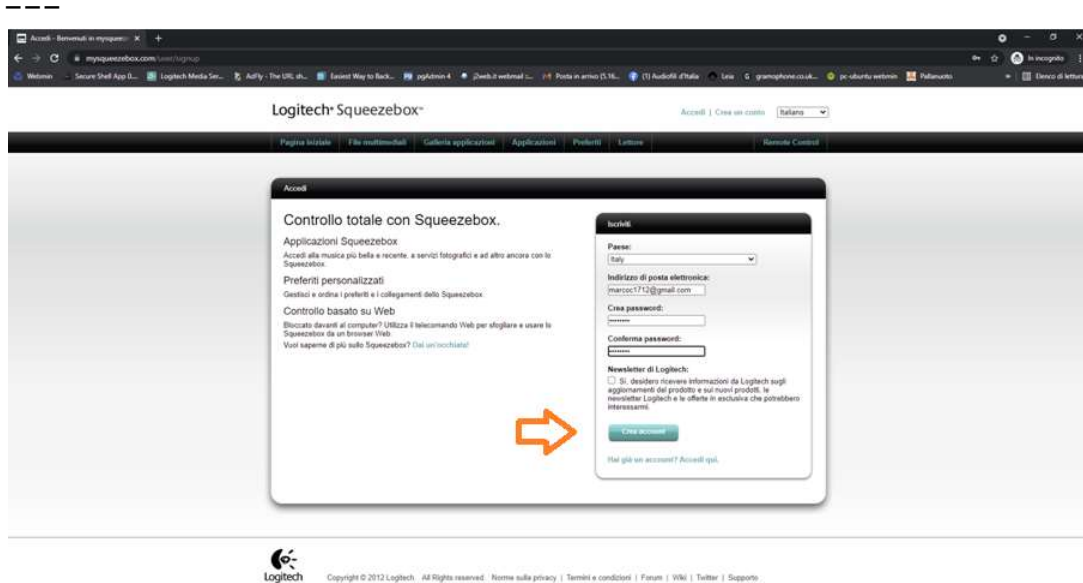 Accedi - Benvenuti in mysqueeze
mysqueezebox.com/user/signup
In incognito
Webmin
Secure Shell App (I...
Logitech Media Ser...
AdFly - The URL sh...
Easiest Way to Back...
pgAdmin 4
Posta in arrivo (5.16...
(1) Audiofili d'Italia
Leia
gramophone.co.uk...
pc-ubuntu webmin
Pallanuoto
Elenco di lettura
Logitech Squeezebox™
Accedi | Crea un conto Italiano
Pagina iniziale File multimediali Galleria applicazioni Applicazioni Preferiti Lettore Remote Control
Accedi
Controllo totale con Squeezebox.
Applicazioni Squeezebox
Accedi alla musica più bella e recente, a servizi fotografici e ad altro ancora con lo
Squeezebox.
Preferiti personalizzati
Gestisci e ordina i preferiti e i collegamenti dello Squeezebox
Controllo basato su Web
Bloccato davanti al computer? Utilizza il telecomando Web per sfogliare e usare lo
Squeezebox da un browser Web.
Vuoi saperne di più sullo Squeezebox? Dai un'occhiata!
Iscriviti
Paese:
Italy
Indirizzo di posta elettronica:
marcoc1712@gmail.com
Crea password:
Conferma password:
Newsletter di Logitech:
Sì, desidero ricevere informazioni da Logitech sugli
aggiornamenti del prodotto e sui nuovi prodotti, le
newsletter Logitech e le offerte in esclusiva che potrebbero
interessarmi.
Crea account
Hai già un account? Accedi qui.
Logitech
Copyright © 2012 Logitech. All Rights reserved. Norme sulla privacy | Termini e condizioni | Forum | Wiki | Twitter | Supporto